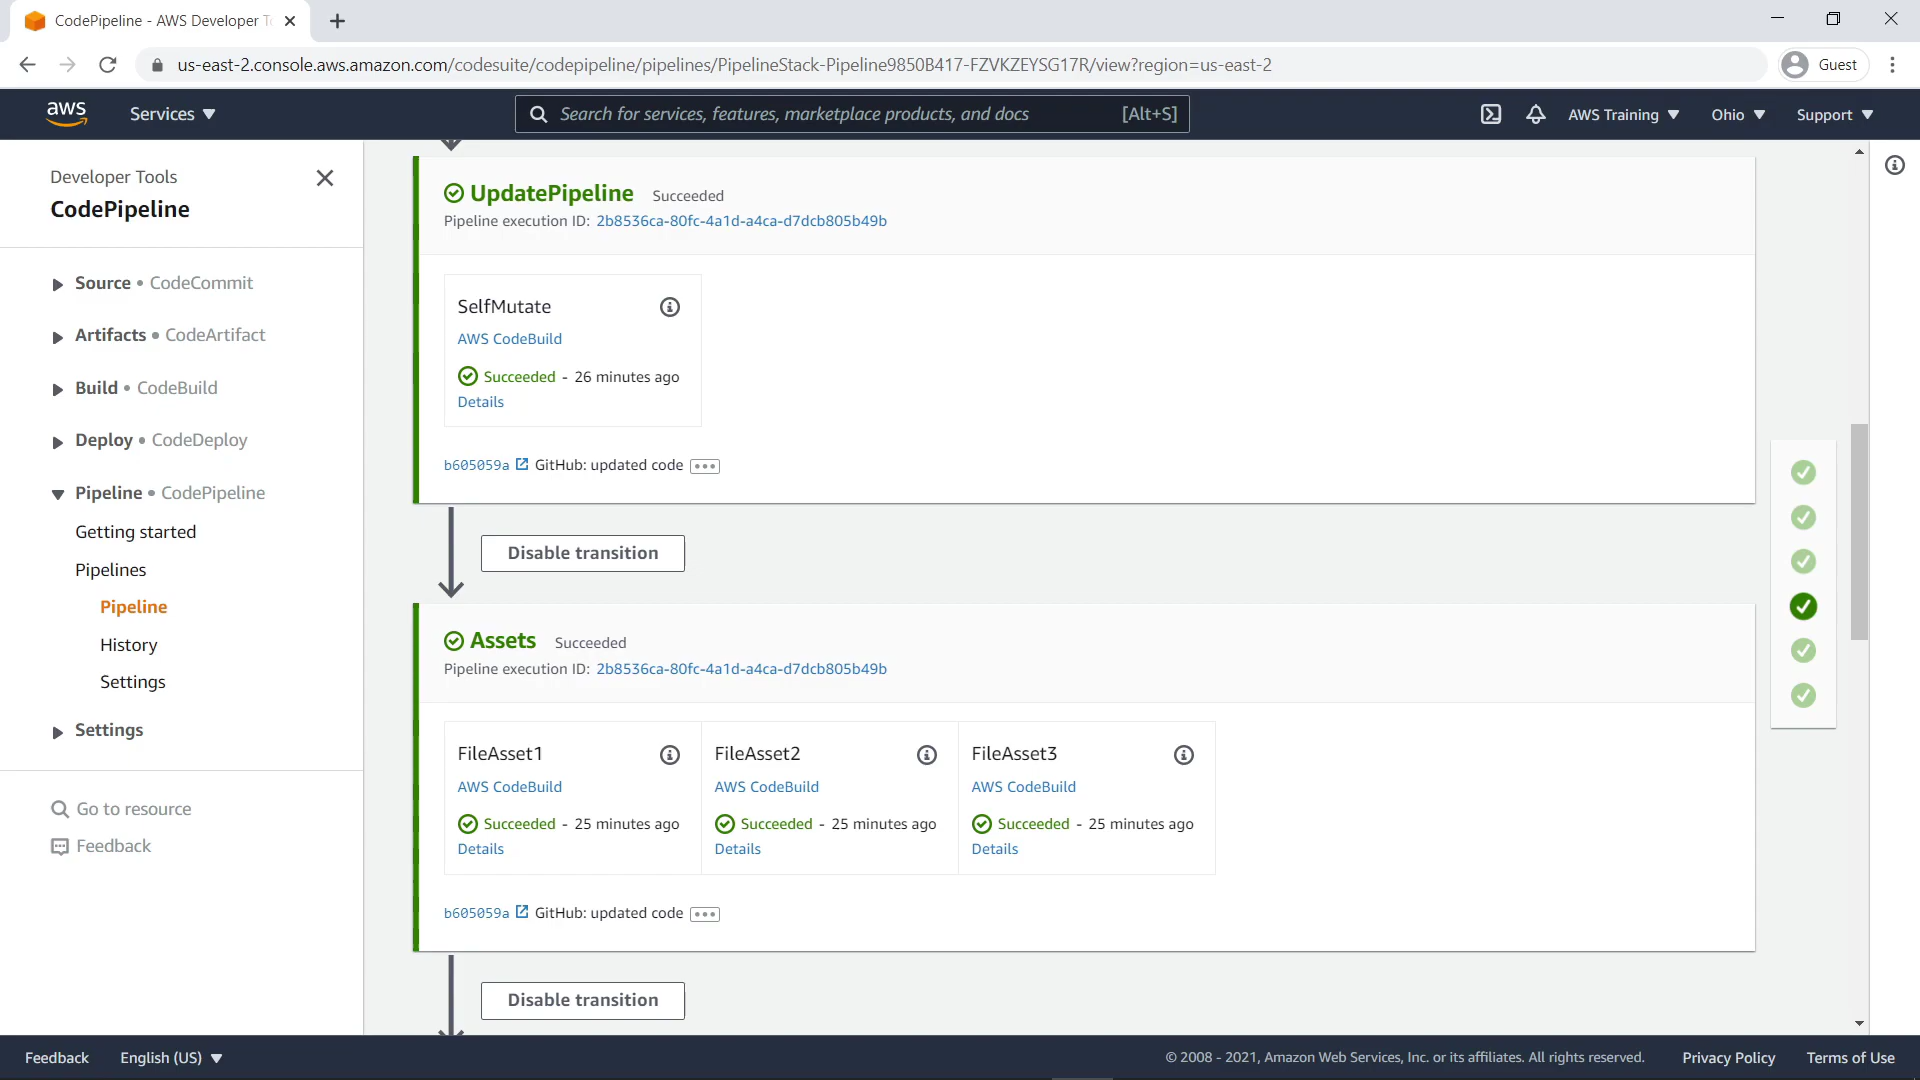 CodePipeline - AWS Developer To
us-east-2.console.aws.amazon.com/codesuite/codepipeline/pipelines/PipelineStack-Pipeline9850B417-FZVKZEYSG17R/view?region=us-east-2
Guest
aws
Services
Search for services, features, marketplace products, and docs
[Alt+S]
AWS Training
Ohio
Support
Developer Tools
CodePipeline
Source • CodeCommit
Artifacts • CodeArtifact
Build • CodeBuild
Deploy • CodeDeploy
Pipeline • CodePipeline
Getting started
Pipelines
Pipeline
History
Settings
Settings
Go to resource
Feedback
UpdatePipeline Succeeded
Pipeline execution ID: 2b8536ca-80fc-4a1d-a4ca-d7dcb805b49b
SelfMutate
AWS CodeBuild
Succeeded - 26 minutes ago
Details
b605059a GitHub: updated code
Disable transition
Assets Succeeded
Pipeline execution ID: 2b8536ca-80fc-4a1d-a4ca-d7dcb805b49b
FileAsset1
AWS CodeBuild
Succeeded - 25 minutes ago
Details
FileAsset2
AWS CodeBuild
Succeeded - 25 minutes ago
Details
FileAsset3
AWS CodeBuild
Succeeded - 25 minutes ago
Details
b605059a GitHub: updated code
Disable transition
Feedback
English (US)
© 2008 - 2021, Amazon Web Services, Inc. or its affiliates. All rights reserved.
Privacy Policy
Terms of Use